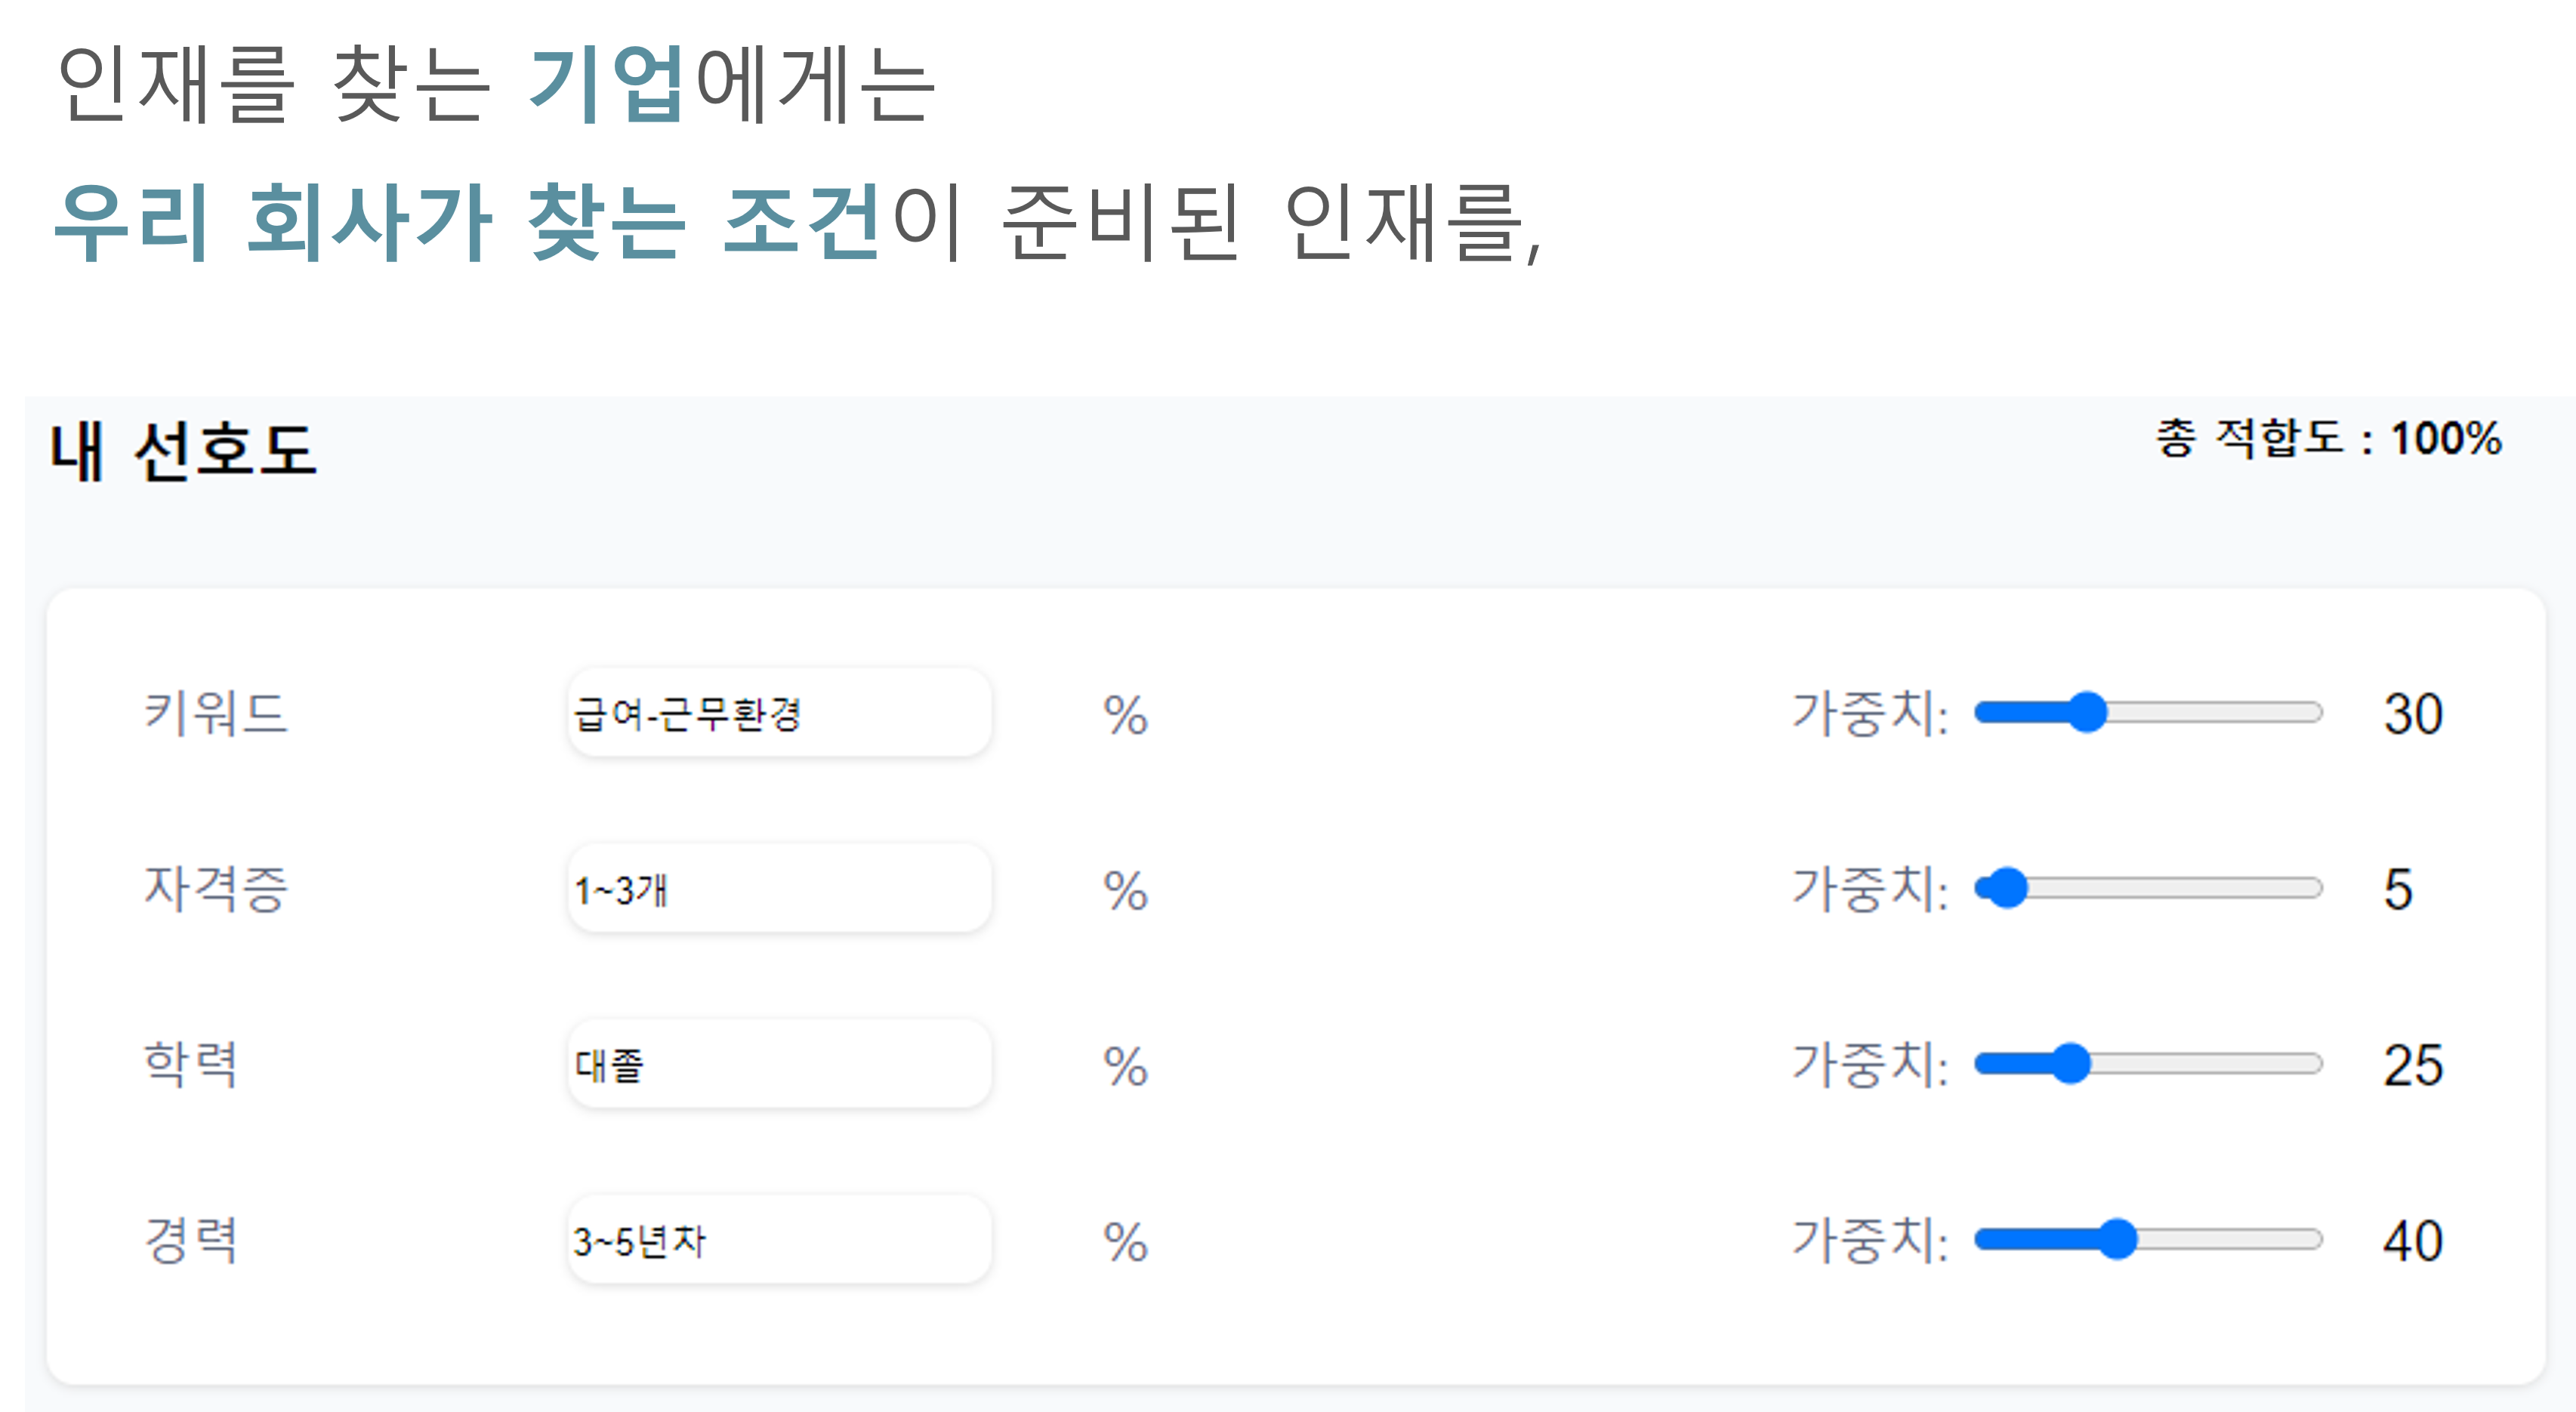 인재를 찾는 기업에게는
우리 회사가 찾는 조건이 준비된 인재를,
내 선호도 총 적합도 : 100%
키워드 급여-근무환경 % 가중치: 30
자격증 1~3개 % 가중치: 5
학력 대졸 % 가중치: 25
경력 3~5년차 % 가중치: 40